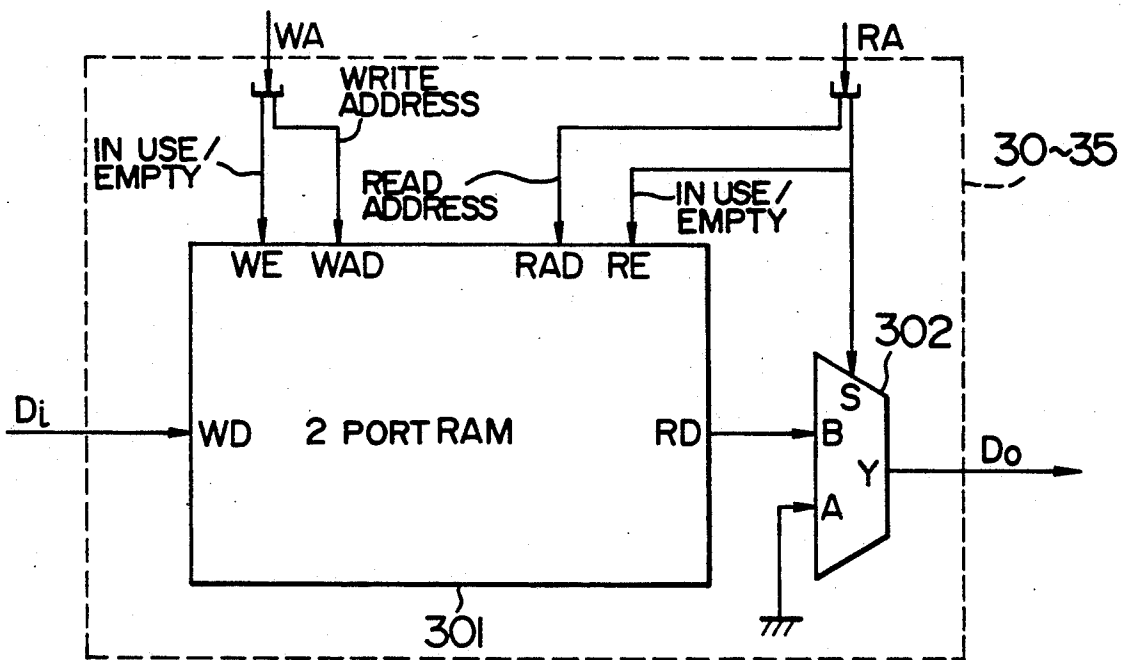 WA
RA
WRITE
ADDRESS
IN USE/
EMPTY
READ
ADDRESS
IN USE/
EMPTY
30~35
WE WAD RAD RE
302
S
Di
WD 2 PORT RAM RD
B
Y
Do
A
301